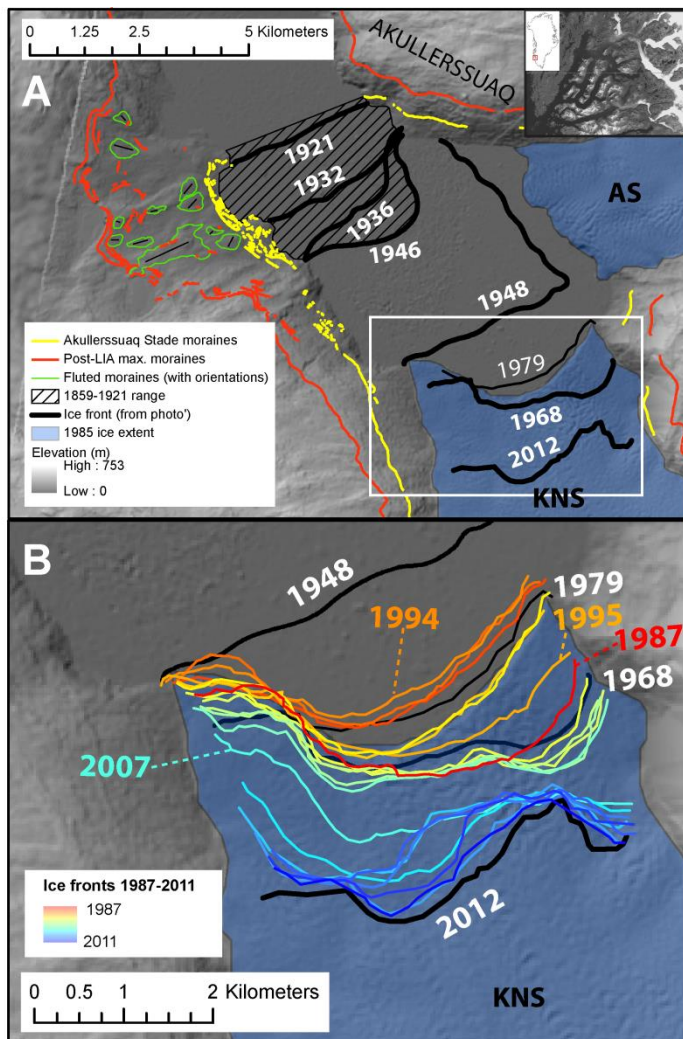 0 1.25 2.5 5 Kilometers
AKULLERSSUAQ
A
1921
1932
1936
1946
AS
1948
1979
1968
2012
KNS
Akullerssuaq Stade moraines
Post-LIA max. moraines
Fluted moraines (with orientations)
1859-1921 range
Ice front (from photo')
1985 ice extent
Elevation (m)
High : 753
Low : 0
B
1948
1979
1994
1995
1987
1968
2007
2012
Ice fronts 1987-2011
1987
2011
0 0.5 1 2 Kilometers
KNS